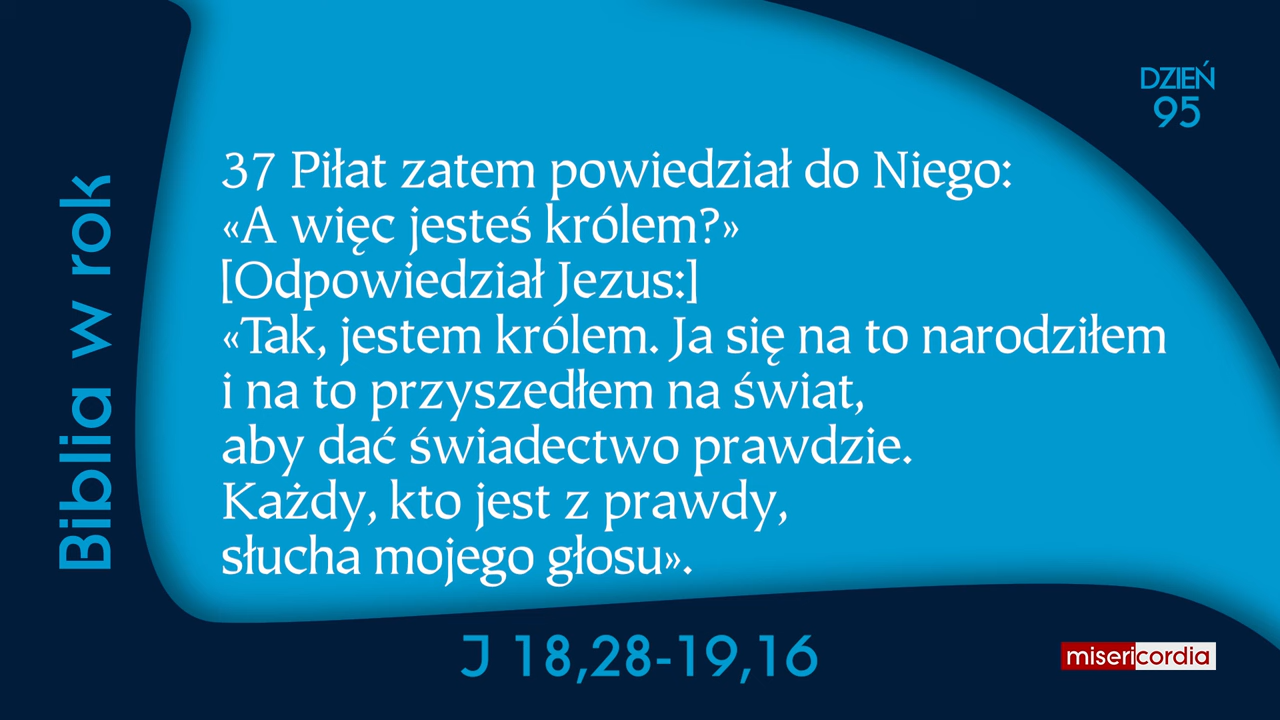 DZIEŃ
95
Biblia w rok
37 Piłat zatem powiedział do Niego:
«A więc jesteś królem?»
[Odpowiedział Jezus:]
«Tak, jestem królem. Ja się na to narodziłem
i na to przyszedłem na świat,
aby dać świadectwo prawdzie.
Każdy, kto jest z prawdy,
słucha mojego głosu».
J 18,28-19,16
misericordia